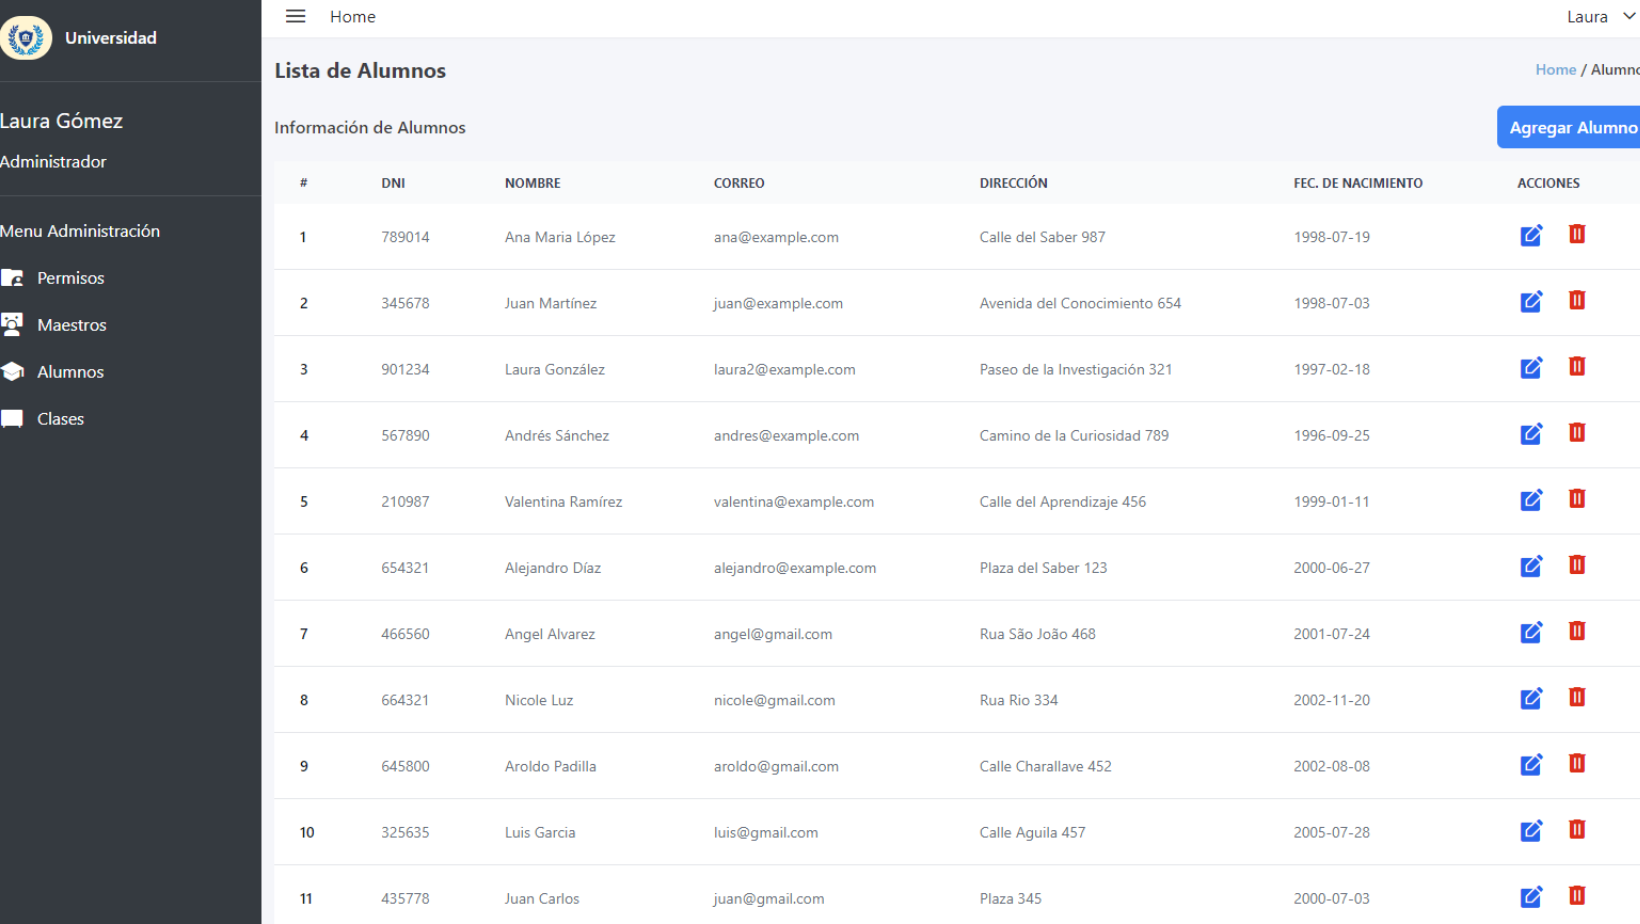 Universidad
Laura Gómez
Administrador
Menu Administración
Permisos
Maestros
Alumnos
Clases
Home
Laura
Lista de Alumnos
Home / Alumno
Información de Alumnos
Agregar Alumno
# DNI NOMBRE CORREO DIRECCIÓN FEC. DE NACIMIENTO ACCIONES
1 789014 Ana Maria López ana@example.com Calle del Saber 987 1998-07-19
2 345678 Juan Martínez juan@example.com Avenida del Conocimiento 654 1998-07-03
3 901234 Laura González laura2@example.com Paseo de la Investigación 321 1997-02-18
4 567890 Andrés Sánchez andres@example.com Camino de la Curiosidad 789 1996-09-25
5 210987 Valentina Ramírez valentina@example.com Calle del Aprendizaje 456 1999-01-11
6 654321 Alejandro Díaz alejandro@example.com Plaza del Saber 123 2000-06-27
7 466560 Angel Alvarez angel@gmail.com Rua São João 468 2001-07-24
8 664321 Nicole Luz nicole@gmail.com Rua Rio 334 2002-11-20
9 645800 Aroldo Padilla aroldo@gmail.com Calle Charallave 452 2002-08-08
10 325635 Luis Garcia luis@gmail.com Calle Aguila 457 2005-07-28
11 435778 Juan Carlos juan@gmail.com Plaza 345 2000-07-03